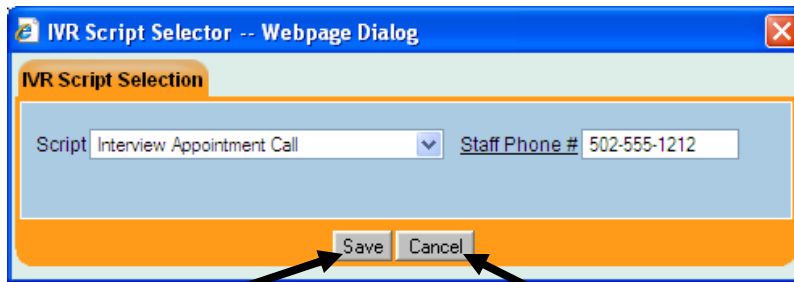 IVR Script Selector -- Webpage Dialog
IVR Script Selection
Script Interview Appointment Call Staff Phone # 502-555-1212
Save Cancel